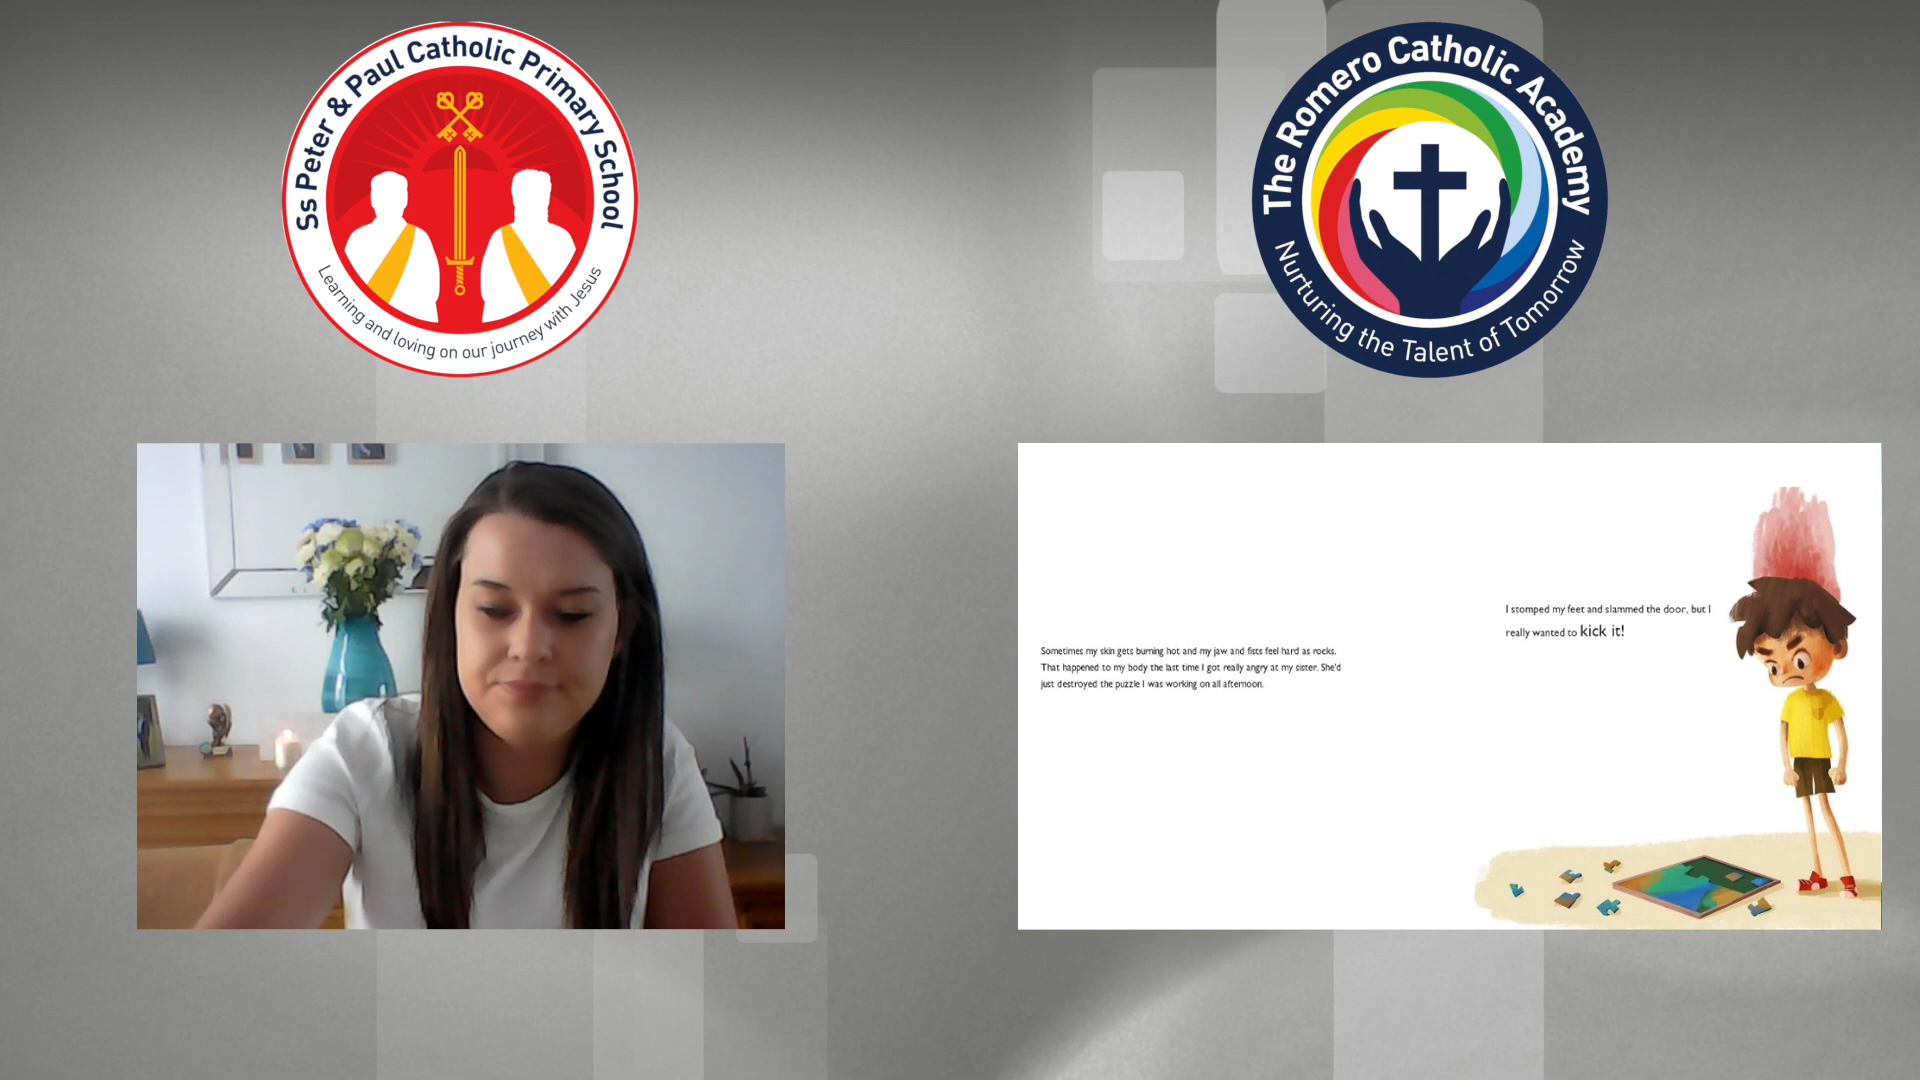 Ss Peter & Paul Catholic Primary School
Learning and loving on our journey with Jesus
The Romero Catholic Academy
Nurturing the Talent of Tomorrow
Sometimes my skin gets burning hot and my jaw and fists feel hard as rocks.
That happened to my body the last time I got really angry at my sister. She'd
just destroyed the puzzle I was working on all afternoon.
I stomped my feet and slammed the door, but I
really wanted to kick it!